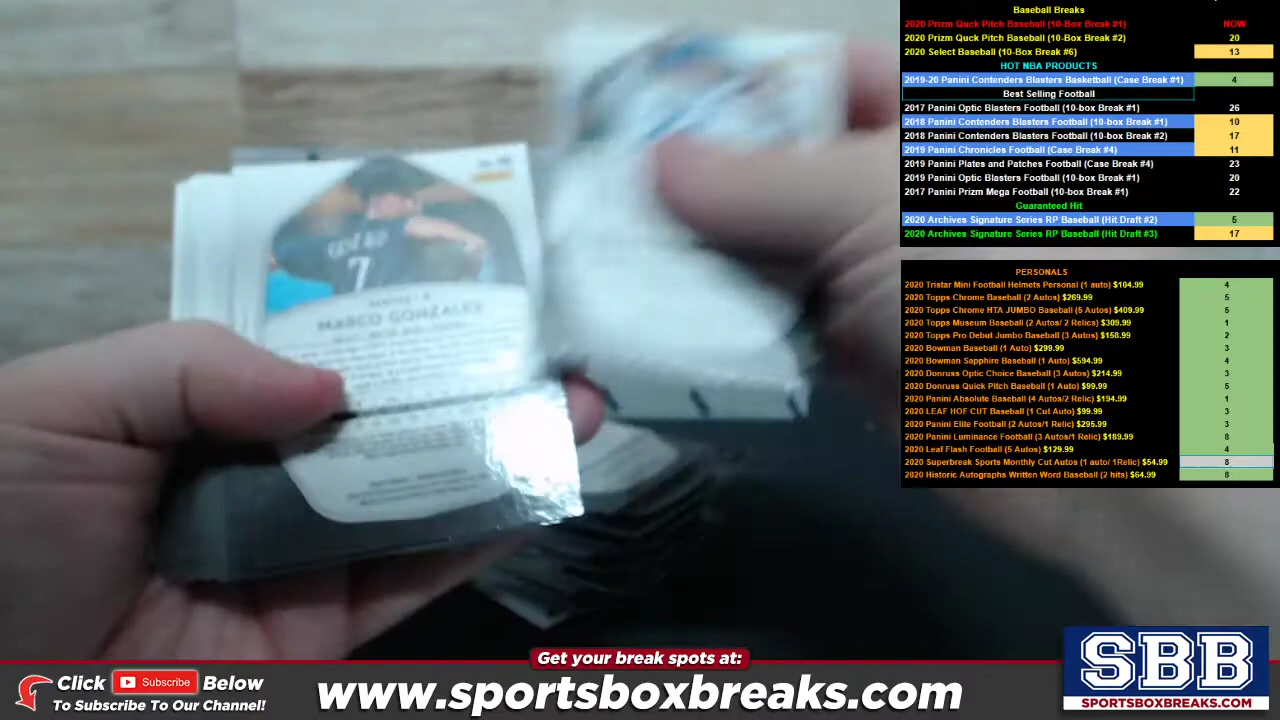 Baseball Breaks
2020 Prizm Quck Pitch Baseball (10-Box Break #1) NOW
2020 Prizm Quck Pitch Baseball (10-Box Break #2) 20
2020 Select Baseball (10-Box Break #6) 13
HOT NBA PRODUCTS
2019-20 Panini Contenders Blasters Basketball (Case Break #1) 4
Best Selling Football
2017 Panini Optic Blasters Football (10-box Break #1) 26
2018 Panini Contenders Blasters Football (10-box Break #1) 10
2018 Panini Contenders Blasters Football (10-box Break #2) 17
2019 Panini Chronicles Football (Case Break #4) 11
2019 Panini Plates and Patches Football (Case Break #4) 23
2019 Panini Optic Blasters Football (10-box Break #1) 20
2017 Panini Prizm Mega Football (10-box Break #1) 22
Guaranteed Hit
2020 Archives Signature Series RP Baseball (Hit Draft #2) 5
2020 Archives Signature Series RP Baseball (Hit Draft #3) 17
PERSONALS
2020 Tristar Mini Football Helmets Personal (1 auto) $104.99 4
2020 Topps Chrome Baseball (2 Autos) $269.99 5
2020 Topps Chrome HTA JUMBO Baseball (5 Autos) $409.99 5
2020 Topps Museum Baseball (2 Autos/ 2 Relics) $309.99 1
2020 Topps Pro Debut Jumbo Baseball (3 Autos) $158.99 2
2020 Bowman Baseball (1 Auto) $299.99 3
2020 Bowman Sapphire Baseball (1 Auto) $594.99 4
2020 Donruss Optic Choice Baseball (3 Autos) $214.99 3
2020 Donruss Quick Pitch Baseball (1 Auto) $99.99 5
2020 Panini Absolute Baseball (4 Autos/2 Relic) $194.99 1
2020 LEAF HOF CUT Baseball (1 Cut Auto) $99.99 3
2020 Panini Elite Football (2 Autos/1 Relic) $295.99 3
2020 Panini Luminance Football (3 Autos/1 Relic) $189.99 8
2020 Leaf Flash Football (5 Autos) $129.99 4
2020 Superbreak Sports Monthly Cut Autos (1 auto/ 1Relic) $54.99 8
2020 Historic Autographs Written Word Baseball (2 hits) $64.99 8
7
MARCO GONZALES
Get your break spots at:
www.sportsboxbreaks.com
Click Subscribe Below
To Subscribe To Our Channel!
SBB
SPORTSBOXBREAKS.COM